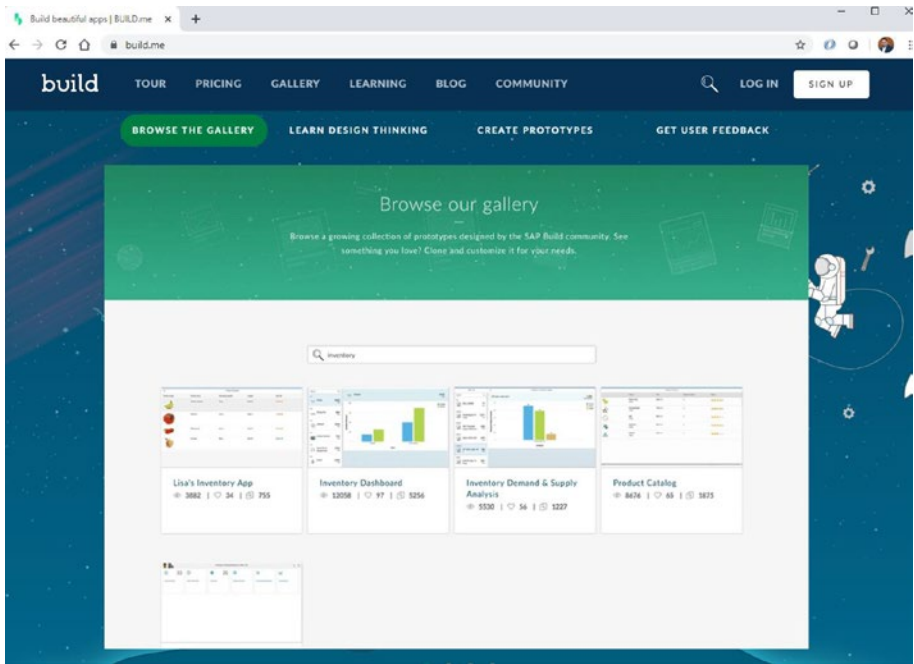 Build beautiful apps | BUILD.me
build.me
build TOUR PRICING GALLERY LEARNING BLOG COMMUNITY LOG IN SIGN UP
BROWSE THE GALLERY LEARN DESIGN THINKING CREATE PROTOTYPES GET USER FEEDBACK
Browse our gallery
Browse a growing collection of prototypes designed by the SAP Build community. See
something you love? Clone and customize it for your needs.
inventory
Lisa's Inventory App
3882 | 34 | 755
Inventory Dashboard
12058 | 97 | 5256
Inventory Demand & Supply
Analysis
5530 | 56 | 1227
Product Catalog
8676 | 65 | 1875